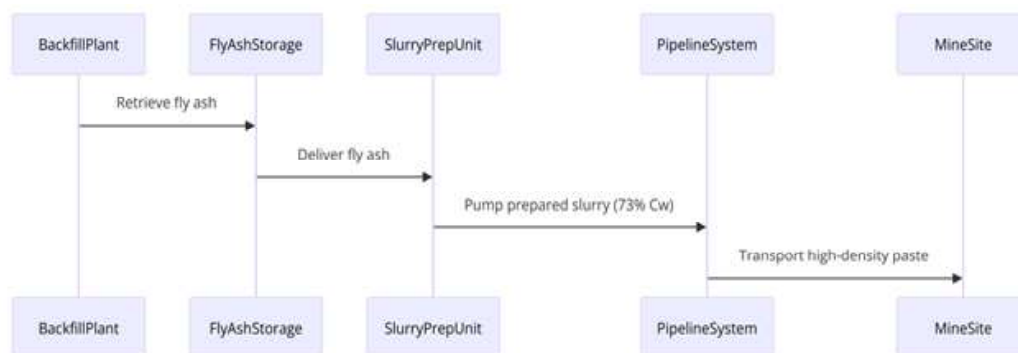 BackfillPlant
FlyAshStorage
SlurryPrepUnit
PipelineSystem
MineSite
Retrieve fly ash
Deliver fly ash
Pump prepared slurry (73% Cw)
Transport high-density paste
BackfillPlant
FlyAshStorage
SlurryPrepUnit
PipelineSystem
MineSite